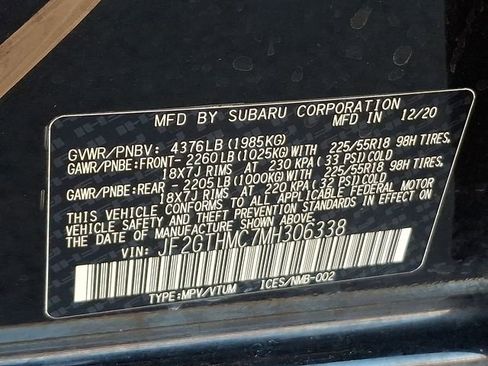 MFD BY SUBARU CORPORATION
MFD IN 12/20
GVWR/PNBV: 4376LB (1985KG)
GAWR/PNBE:FRONT- 2260LB (1025KG)WITH 225/55R18 98H TIRES.
18X7J RIMS AT 230 KPA (33 PSI)COLD
GAWR/PNBE:REAR - 2205LB (1000KG)WITH 225/55R18 98H TIRES.
18X7J RIMS AT 220 KPA (32 PSI)COLD
THIS VEHICLE CONFORMS TO ALL APPLICABLE FEDERAL MOTOR
VEHICLE SAFETY AND THEFT PREVENTION STANDARDS IN EFFECT ON
THE DATE OF MANUFACTURE SHOWN ABOVE.
VIN: JF2GTHMC7MH306338
TYPE:MPV/VTUM ICES/NMB-002